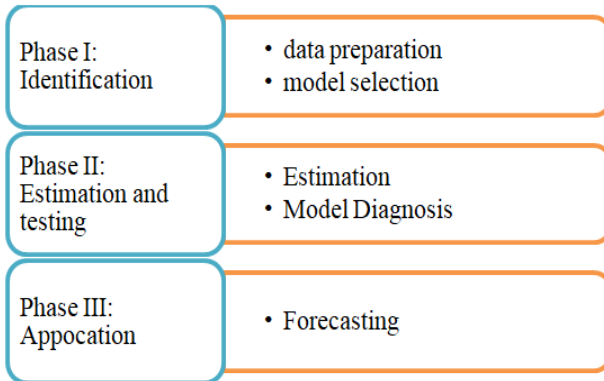 Phase I:
Identification
• data preparation
• model selection
Phase II:
Estimation and
testing
• Estimation
• Model Diagnosis
Phase III:
Appocation
• Forecasting